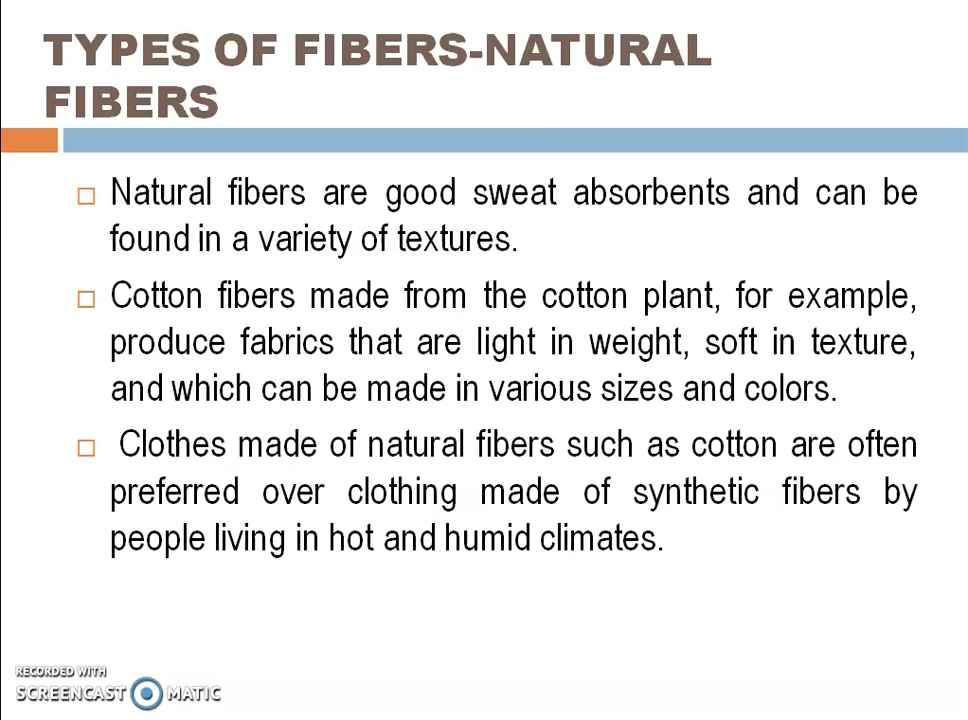 TYPES OF FIBERS-NATURAL
FIBERS
Natural fibers are good sweat absorbents and can be
found in a variety of textures.
Cotton fibers made from the cotton plant, for example,
produce fabrics that are light in weight, soft in texture,
and which can be made in various sizes and colors.
Clothes made of natural fibers such as cotton are often
preferred over clothing made of synthetic fibers by
people living in hot and humid climates.
RECORDED WITH
SCREENCAST MATIC